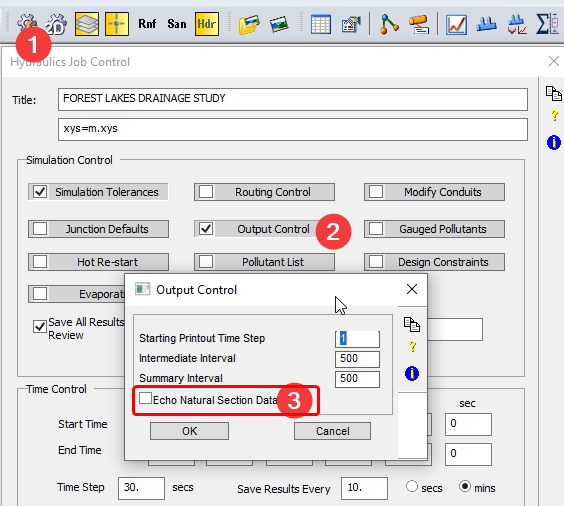 Rnf San Hdr
1
Hydraulics Job Control
Title: FOREST LAKES DRAINAGE STUDY
xys=m.xys
Simulation Control
Simulation Tolerances Routing Control Modify Conduits
Junction Defaults Output Control 2 Gauged Pollutants
Hot Re-start Pollutant List Design Constraints
Evaporati
Save All Results
Review
Output Control
Starting Printout Time Step 1
Intermediate Interval 500
Summary Interval 500
Echo Natural Section Data 3
OK Cancel
Time Control
sec
Start Time 0
End Time 0
Time Step 30. secs Save Results Every 10. secs mins